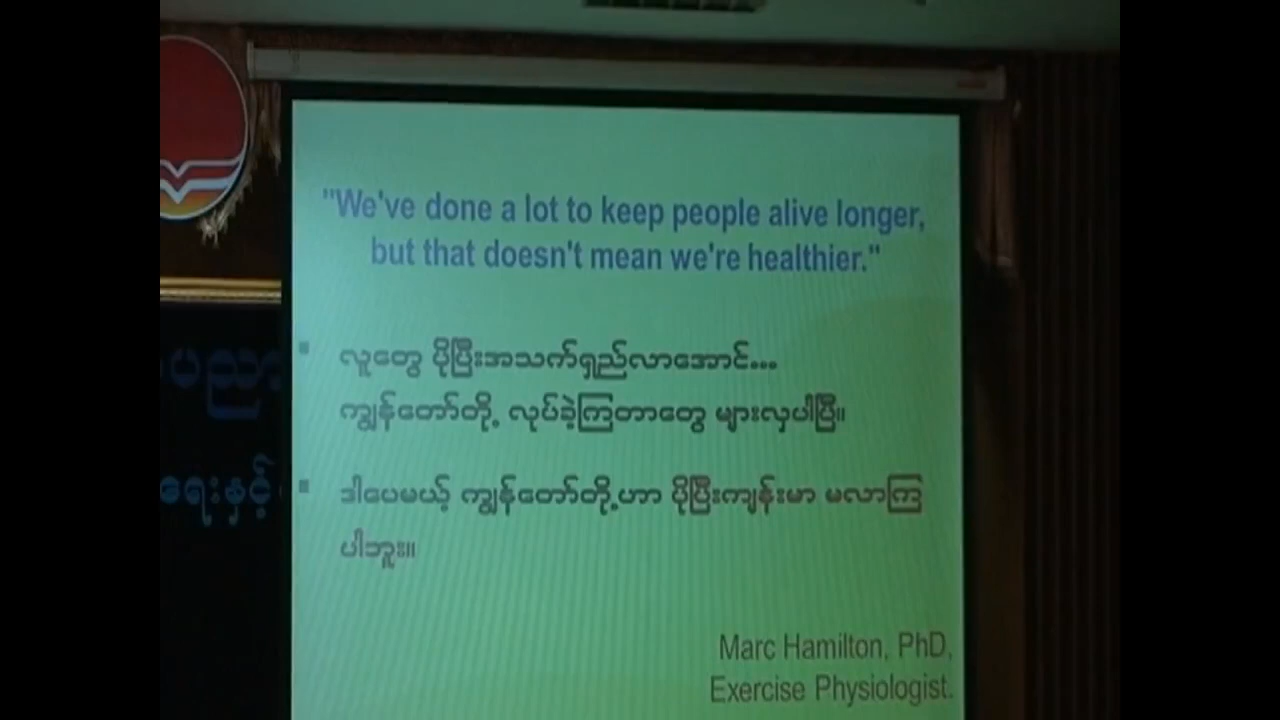 "We've done a lot to keep people alive longer,
but that doesn't mean we're healthier."
လူတွေ ပိုပြီးအသက်ရှည်လာအောင်...
ကျွန်တော်တို့ လုပ်ခဲ့ကြတာတွေ များလှပါပြီ။
ဒါပေမယ့် ကျွန်တော်တို့ဟာ ပိုပြီးကျန်းမာ မလာကြ
ပါဘူး။
ရေးနှင့်
Marc Hamilton, PhD,
Exercise Physiologist.